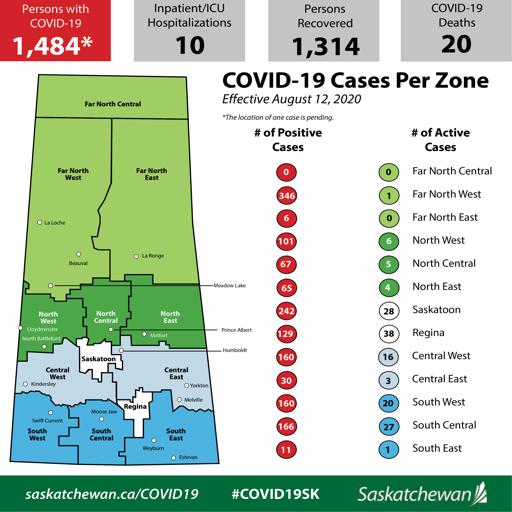 Persons with
COVID-19
1,484*
Inpatient/ICU
Hospitalizations
10
Persons
Recovered
1,314
COVID-19
Deaths
20
COVID-19 Cases Per Zone
Effective August 12, 2020
*The location of one case is pending.
# of Positive
Cases
# of Active
Cases
0 0 Far North Central
346 1 Far North West
6 0 Far North East
101 6 North West
67 5 North Central
65 4 North East
242 28 Saskatoon
129 38 Regina
160 16 Central West
30 3 Central East
160 20 South West
166 27 South Central
11 1 South East
Far North Central
Far North
West
Far North
East
La Loche
Beauval
La Ronge
Meadow Lake
North
West
North
Central
North
East
Lloydminster
North Battleford
Prince Albert
Melfort
Humboldt
Saskatoon
Central
West
Central
East
Kindersley
Yorkton
Melville
Regina
Swift Current
Moose Jaw
South
West
South
Central
South
East
Weyburn
Estevan
saskatchewan.ca/COVID19
#COVID19SK
Saskatchewan